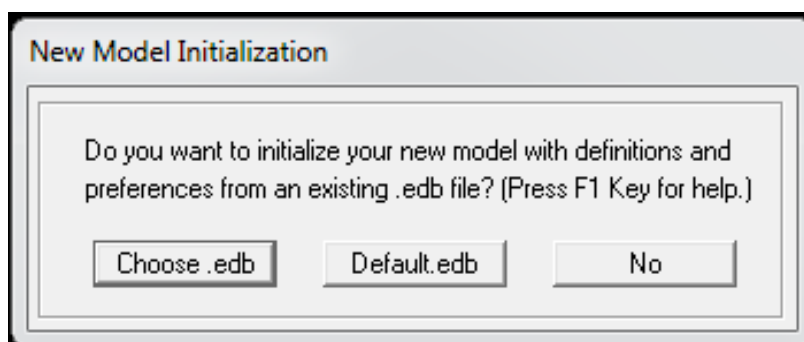 New Model Initialization
Do you want to initialize your new model with definitions and
preferences from an existing .edb file? (Press F1 Key for help.)
Choose .edb Default.edb No